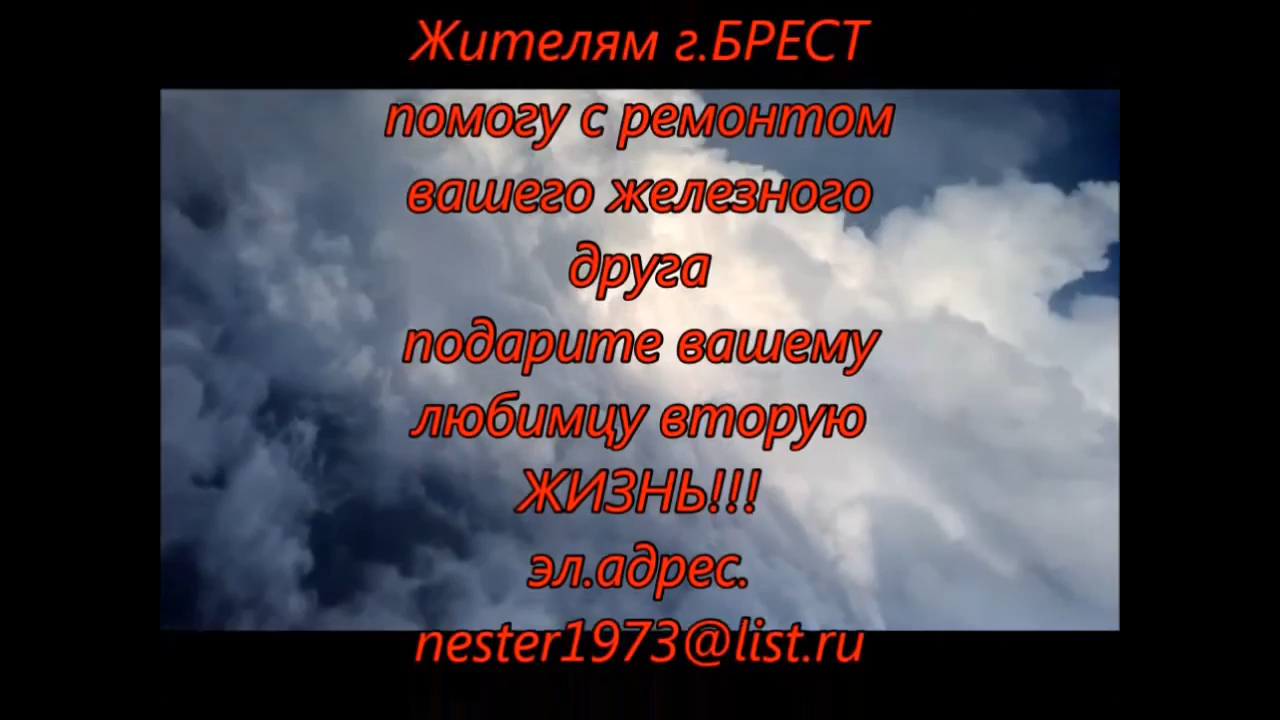 Жителям г.БРЕСТ
помогу с ремонтом
вашего железного
друга
подарите вашему
любимцу вторую
ЖИЗНЬ!!!
эл.адрес.
nester1973@list.ru